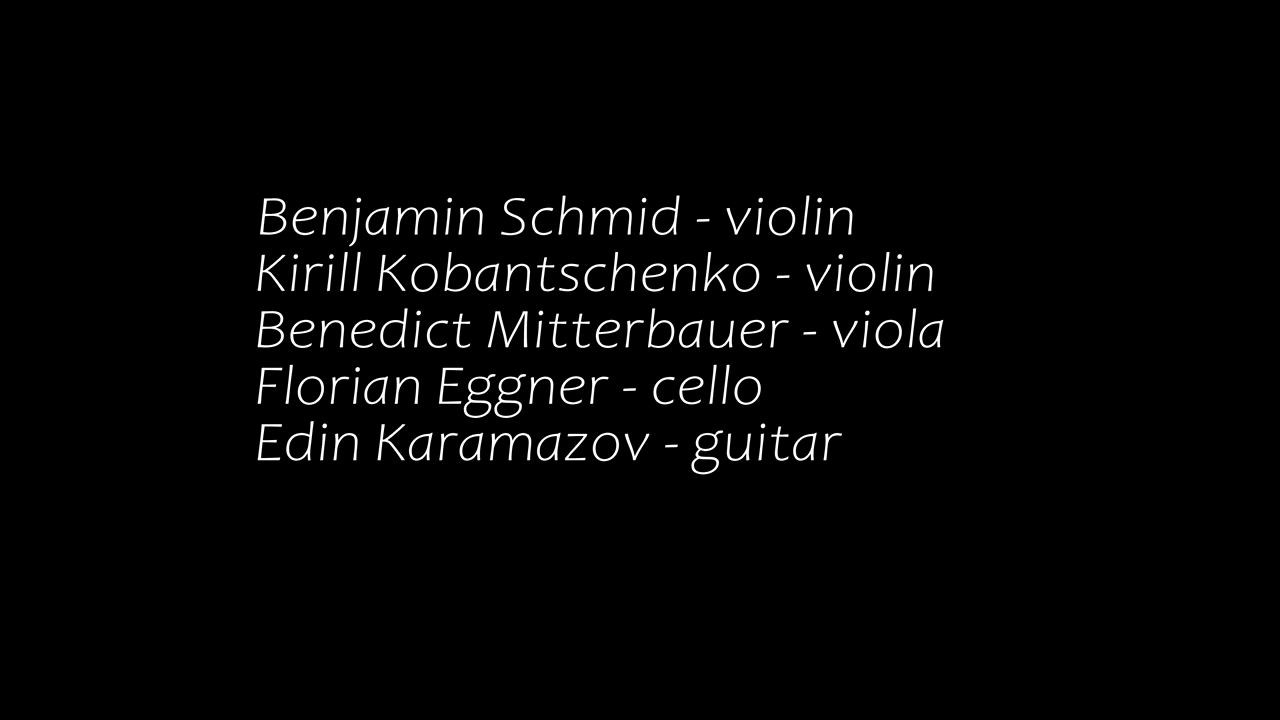 Benjamin Schmid - violin
Kirill Kobantschenko - violin
Benedict Mitterbauer - viola
Florian Eggner - cello
Edin Karamazov - guitar